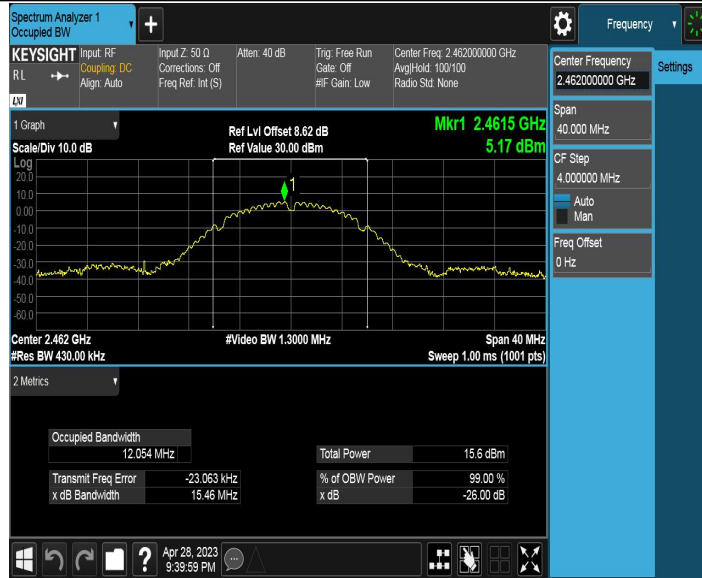 Spectrum Analyzer 1
Occupied BW
Frequency
KEYSIGHT
R L
LXI
Input: RF
Coupling: DC
Align: Auto
Input Z: 50 Ω
Corrections: Off
Freq Ref: Int (S)
Atten: 40 dB
Trig: Free Run
Gate: Off
#IF Gain: Low
Center Freq: 2.462000000 GHz
Avg|Hold: 100/100
Radio Std: None
Center Frequency
2.462000000 GHz
Settings
Span
40.000 MHz
CF Step
4.000000 MHz
Auto
Man
Freq Offset
0 Hz
1 Graph
Scale/Div 10.0 dB
Ref Lvl Offset 8.62 dB
Ref Value 30.00 dBm
Mkr1 2.4615 GHz
5.17 dBm
Log
20.0
10.0
0.00
-10.0
-20.0
-30.0
-40.0
-50.0
-60.0
1
Center 2.462 GHz
#Res BW 430.00 kHz
#Video BW 1.3000 MHz
Span 40 MHz
Sweep 1.00 ms (1001 pts)
2 Metrics
Occupied Bandwidth
12.054 MHz
Transmit Freq Error -23.063 kHz
x dB Bandwidth 15.46 MHz
Total Power 15.6 dBm
% of OBW Power 99.00 %
x dB -26.00 dB
Apr 28, 2023
9:39:59 PM